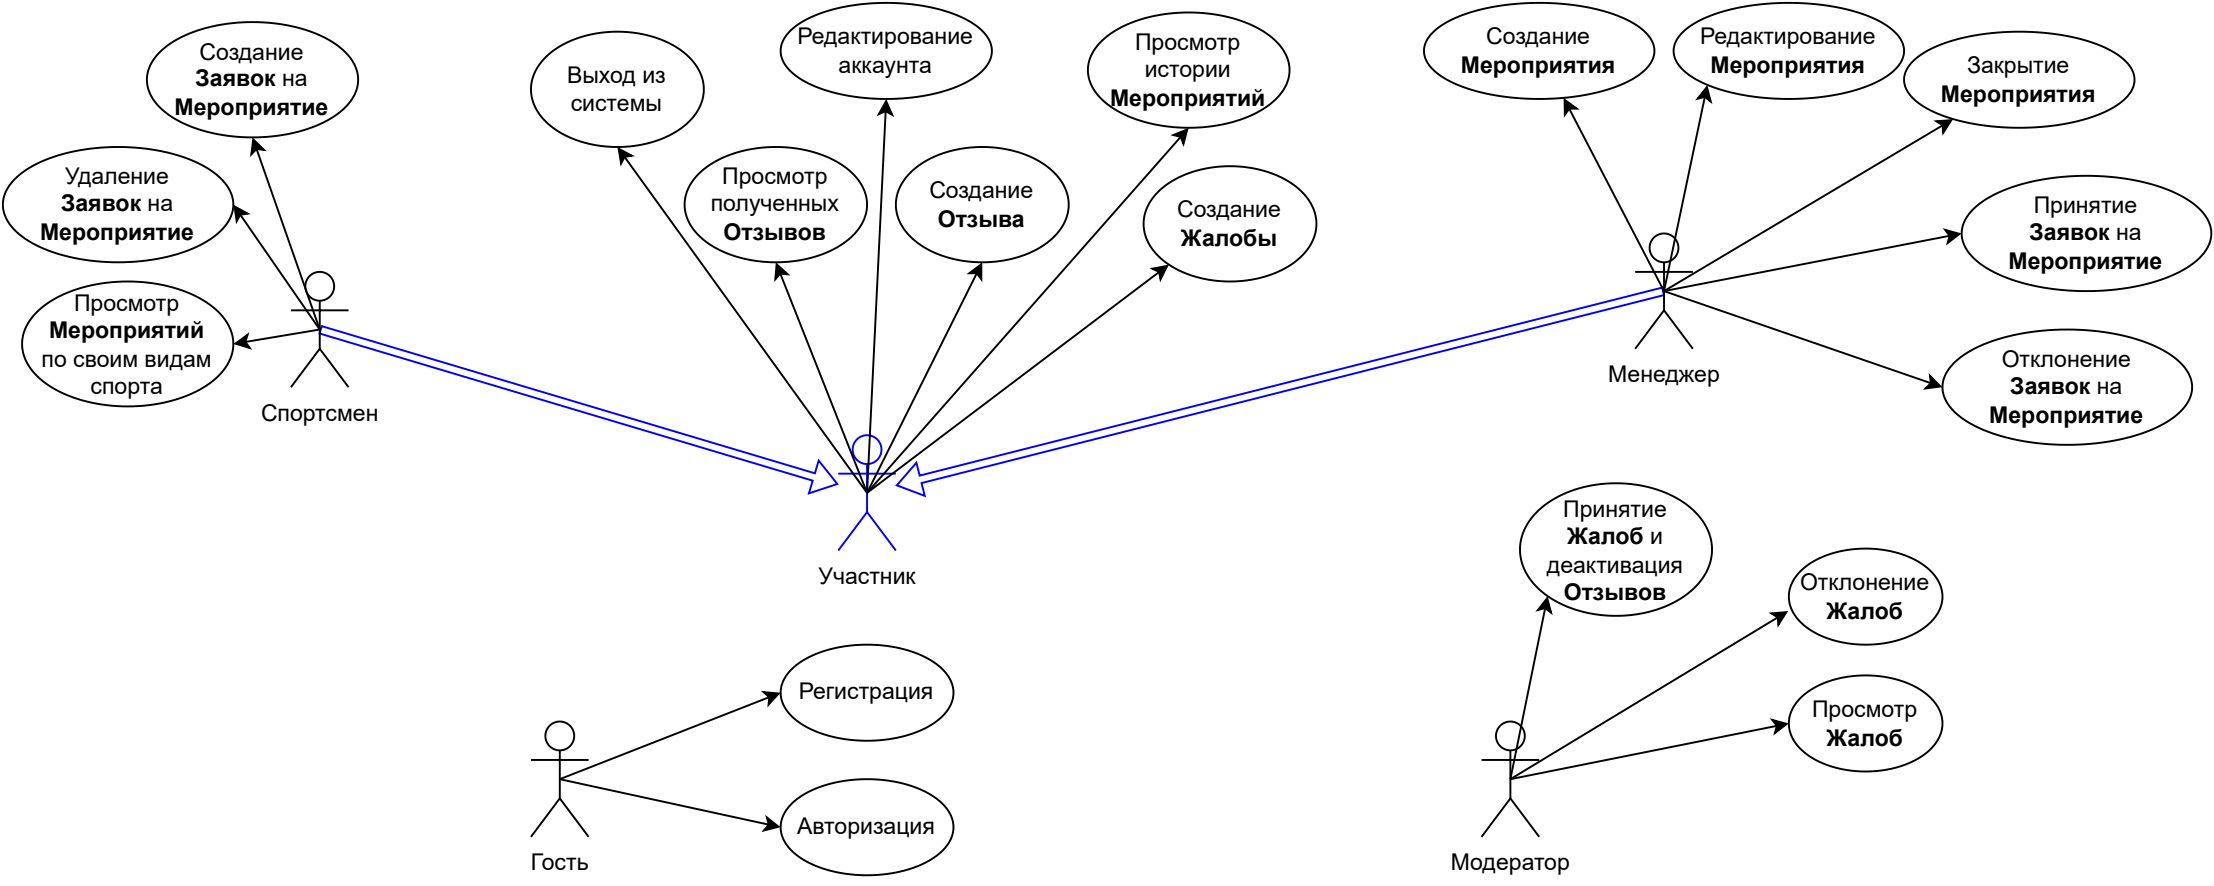 Создание
Заявок на
Мероприятие
Удаление
Заявок на
Мероприятие
Просмотр
Мероприятий
по своим видам
спорта
Спортсмен
Выход из
системы
Редактирование
аккаунта
Просмотр
истории
Мероприятий
Просмотр
полученных
Отзывов
Создание
Отзыва
Создание
Жалобы
Участник
Создание
Мероприятия
Редактирование
Мероприятия
Закрытие
Мероприятия
Принятие
Заявок на
Мероприятие
Отклонение
Заявок на
Мероприятие
Менеджер
Регистрация
Авторизация
Гость
Принятие
Жалоб и
деактивация
Отзывов
Отклонение
Жалоб
Просмотр
Жалоб
Модератор